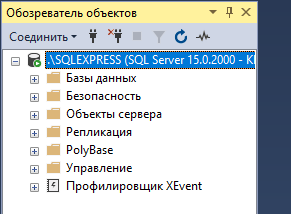 Обозреватель объектов
Соединить
.\SQLEXPRESS (SQL Server 15.0.2000 -
Базы данных
Безопасность
Объекты сервера
Репликация
PolyBase
Управление
Профилировщик XEvent